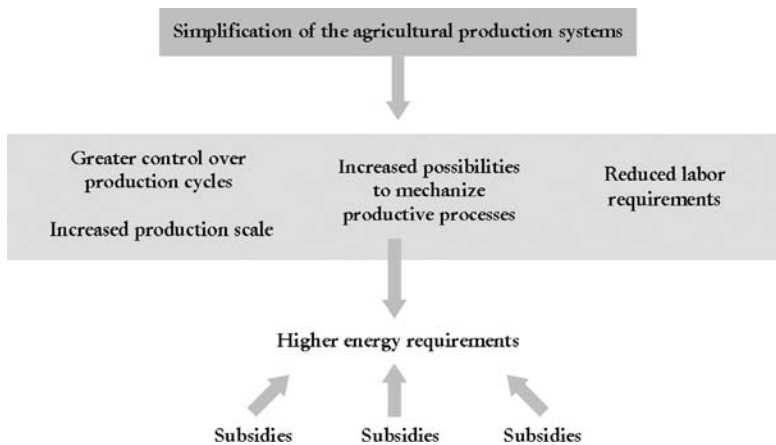 Simplification of the agricultural production systems
Greater control over
production cycles
Increased production scale
Increased possibilities
to mechanize
productive processes
Reduced labor
requirements
Higher energy requirements
Subsidies
Subsidies
Subsidies